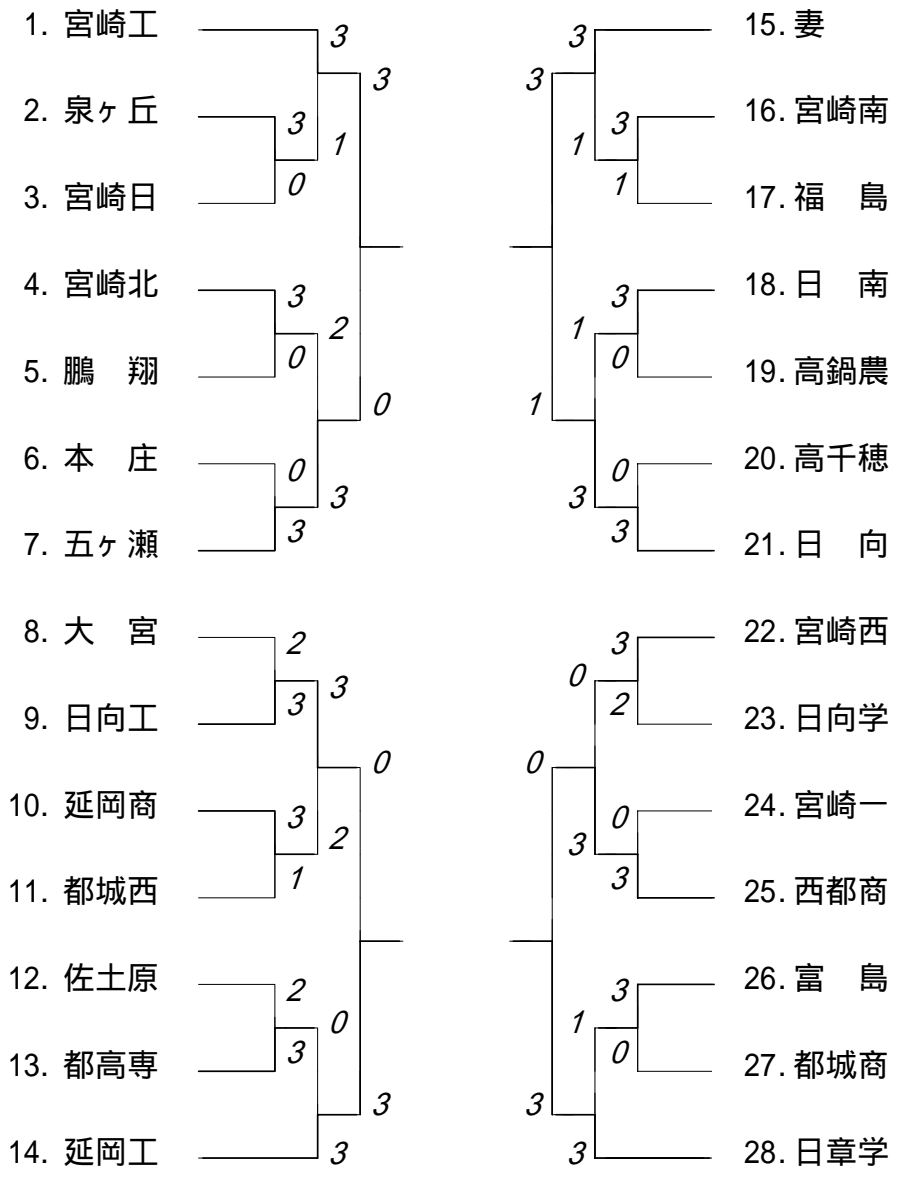 1. 宮崎工
3
3
2. 泉ヶ丘
3
1
3. 宮崎日
0
4. 宮崎北
3
2
5. 鵬　翔
0
0
6. 本　庄
0
3
7. 五ヶ瀬
3
8. 大　宮
2
3
9. 日向工
3
0
10. 延岡商
3
2
11. 都城西
1
12. 佐土原
2
0
13. 都高専
3
3
14. 延岡工
3
3
15. 妻
3
1
3
16. 宮崎南
1
17. 福　島
3
18. 日　南
1
0
19. 高鍋農
1
0
20. 高千穂
3
3
21. 日　向
3
22. 宮崎西
0
2
23. 日向学
0
0
24. 宮崎一
3
3
25. 西都商
3
26. 富　島
1
0
27. 都城商
3
3
28. 日章学